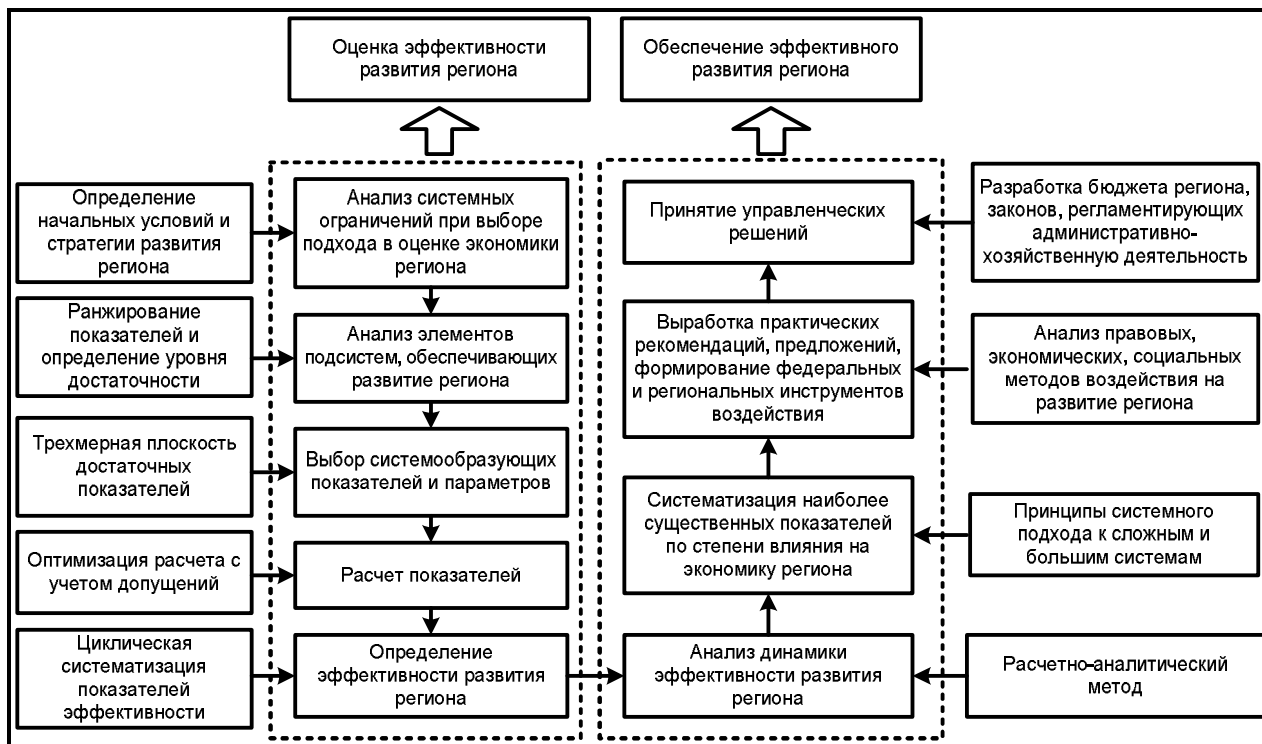 Оценка эффективности
развития региона
Обеспечение эффективного
развития региона
Определение
начальных условий и
стратегии развития
региона
Анализ системных
ограничений при выборе
подхода в оценке экономики
региона
Принятие управленческих
решений
Разработка бюджета региона,
законов, регламентирующих
административно-
хозяйственную деятельность
Ранжирование
показателей и
определение уровня
достаточности
Анализ элементов
подсистем, обеспечивающих
развитие региона
Выработка практических
рекомендаций, предложений,
формирование федеральных
и региональных инструментов
воздействия
Анализ правовых,
экономических, социальных
методов воздействия на
развитие региона
Трехмерная плоскость
достаточных
показателей
Выбор системообразующих
показателей и параметров
Систематизация наиболее
существенных показателей
по степени влияния на
экономику региона
Принципы системного
подхода к сложным и
большим системам
Оптимизация расчета с
учетом допущений
Расчет показателей
Циклическая
систематизация
показателей
эффективности
Определение
эффективности развития
региона
Анализ динамики
эффективности развития
региона
Расчетно-аналитический
метод